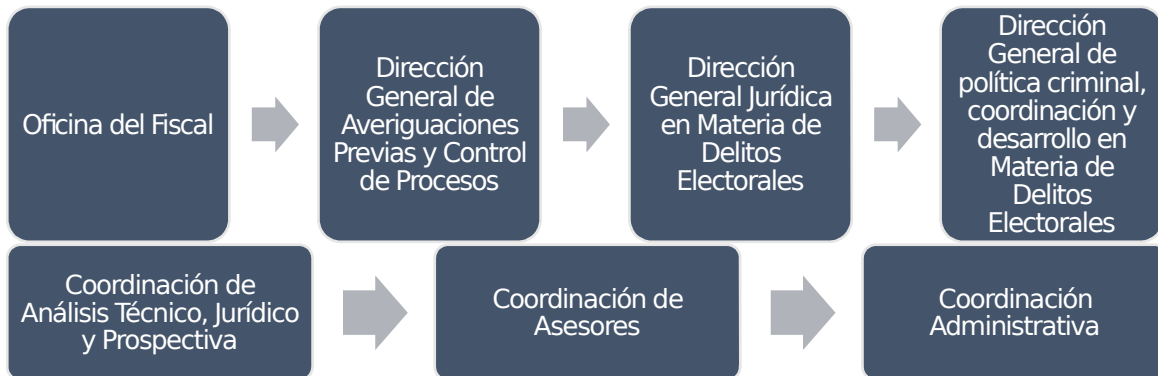 Oficina del Fiscal
Dirección
General de
Averiguaciones
Previas y Control
de Procesos
Dirección
General Jurídica
en Materia de
Delitos
Electorales
Dirección
General de
política criminal,
coordinación y
desarrollo en
Materia de
Delitos
Electorales
Coordinación de
Análisis Técnico, Jurídico
y Prospectiva
Coordinación de
Asesores
Coordinación
Administrativa